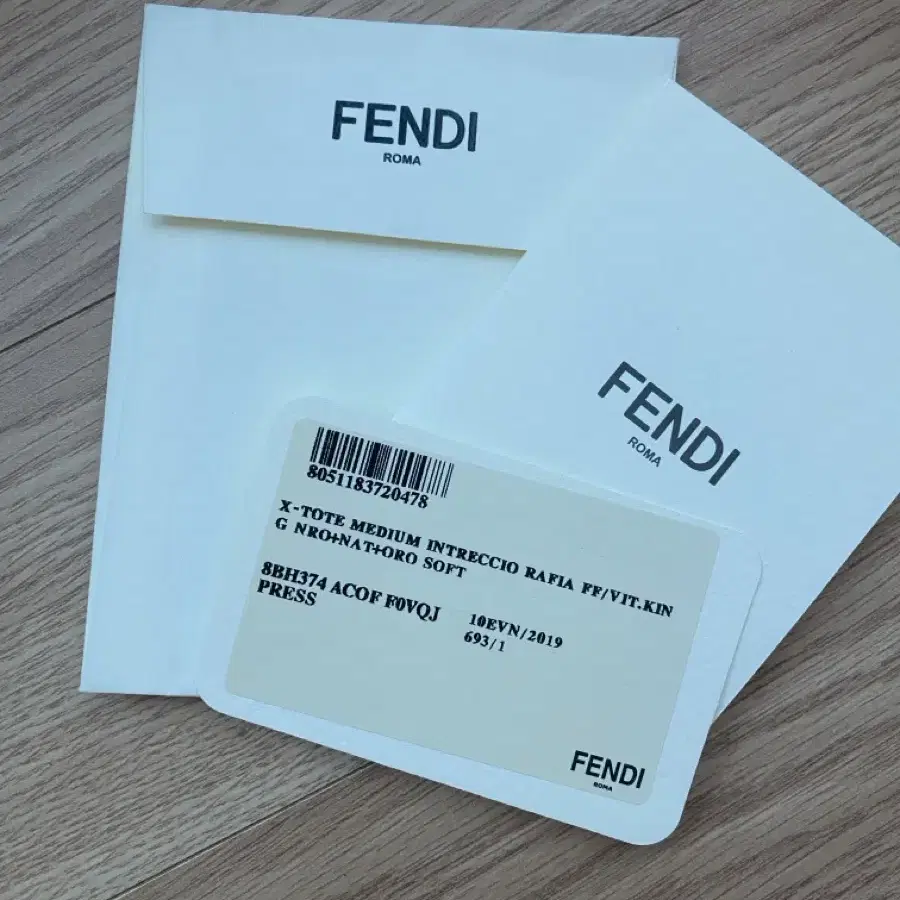 FENDI
ROMA
FENDI
ROMA
8051183720478
X-TOTE MEDIUM INTRECCIO RAFIA FF/VIT.KIN
G NRO+NAT+ORO SOFT
8BH374 ACOF F0VQJ 10EVN/2019
PRESS 693/1
FENDI
ROMA